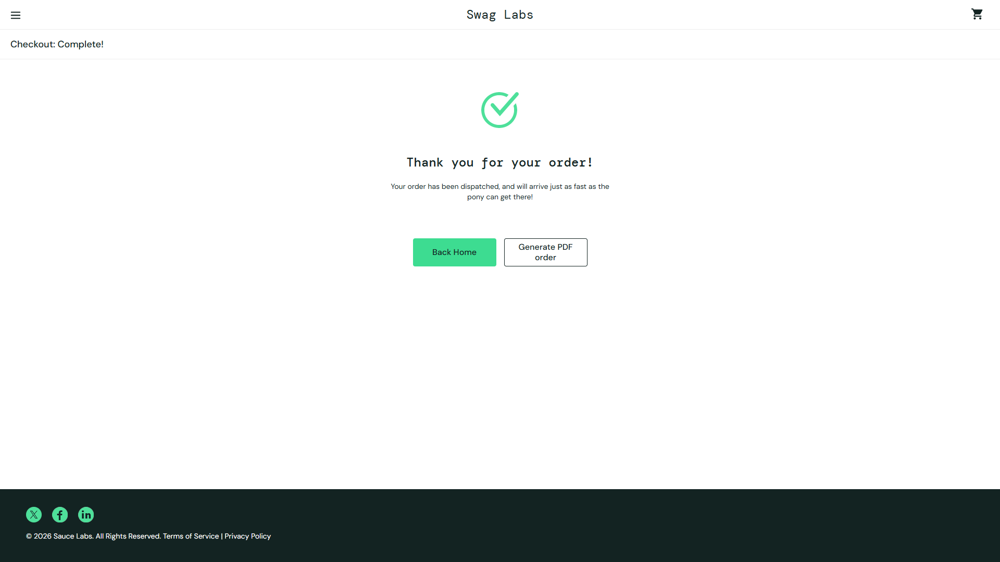 Swag Labs
Checkout: Complete!
Thank you for your order!
Your order has been dispatched, and will arrive just as fast as the
pony can get there!
Back Home
Generate PDF
order
© 2026 Sauce Labs. All Rights Reserved. Terms of Service | Privacy Policy